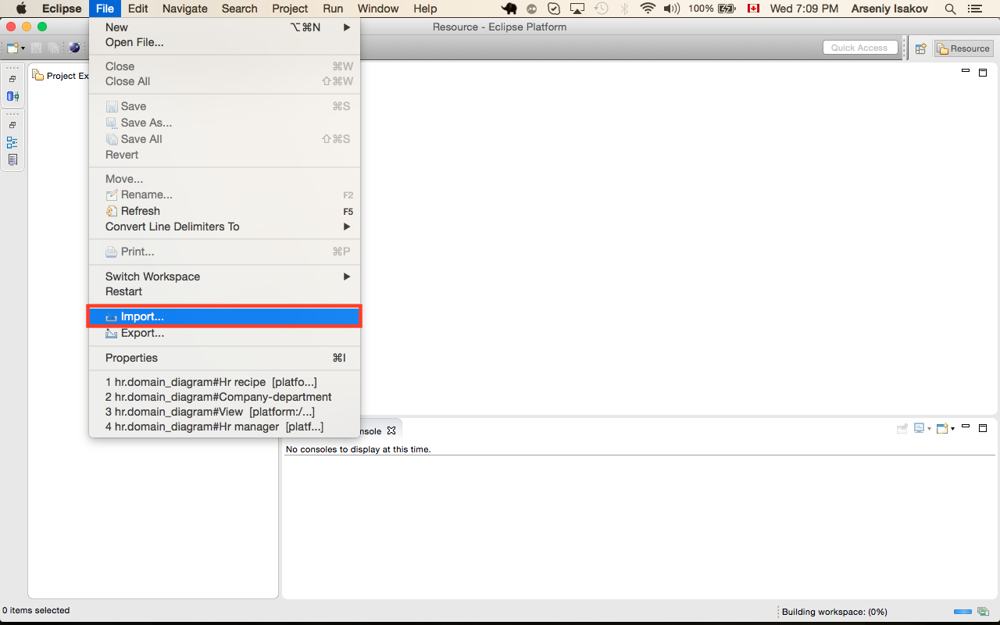 Eclipse File Edit Navigate Search Project Run Window Help 100% Wed 7:09 PM Arseniy Isakov
Resource - Eclipse Platform
Quick Access Resource
Project Ex
New ⌥⌘N
Open File...
Close ⌘W
Close All ⇧⌘W
Save ⌘S
Save As...
Save All ⇧⌘S
Revert
Move...
Rename... F2
Refresh F5
Convert Line Delimiters To
Print... ⌘P
Switch Workspace
Restart
Import...
Export...
Properties ⌘I
1 hr.domain_diagram#Hr recipe [platfo...]
2 hr.domain_diagram#Company-department
3 hr.domain_diagram#View [platform:/...]
4 hr.domain_diagram#Hr manager [platf...]
nsole
No consoles to display at this time.
0 items selected
Building workspace: (0%)